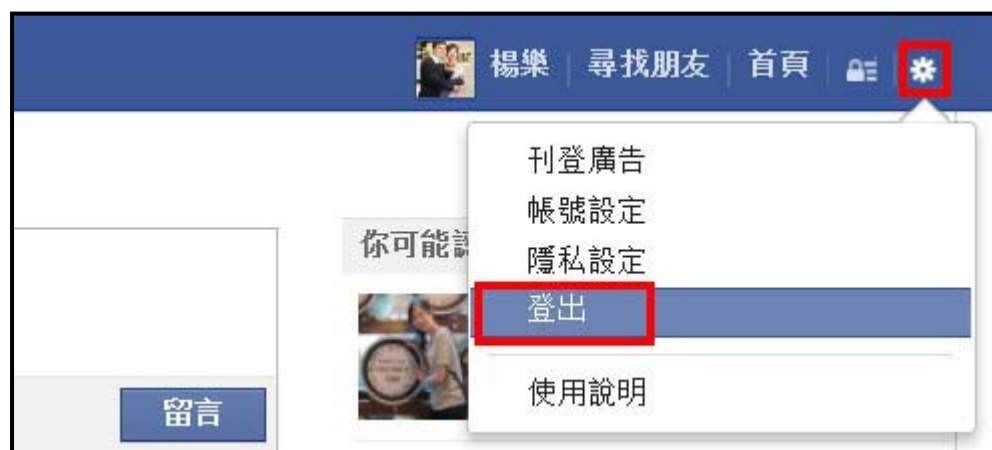 楊樂 尋找朋友 首頁
刊登廣告
帳號設定
你可能認
隱私設定
登出
使用說明
留言